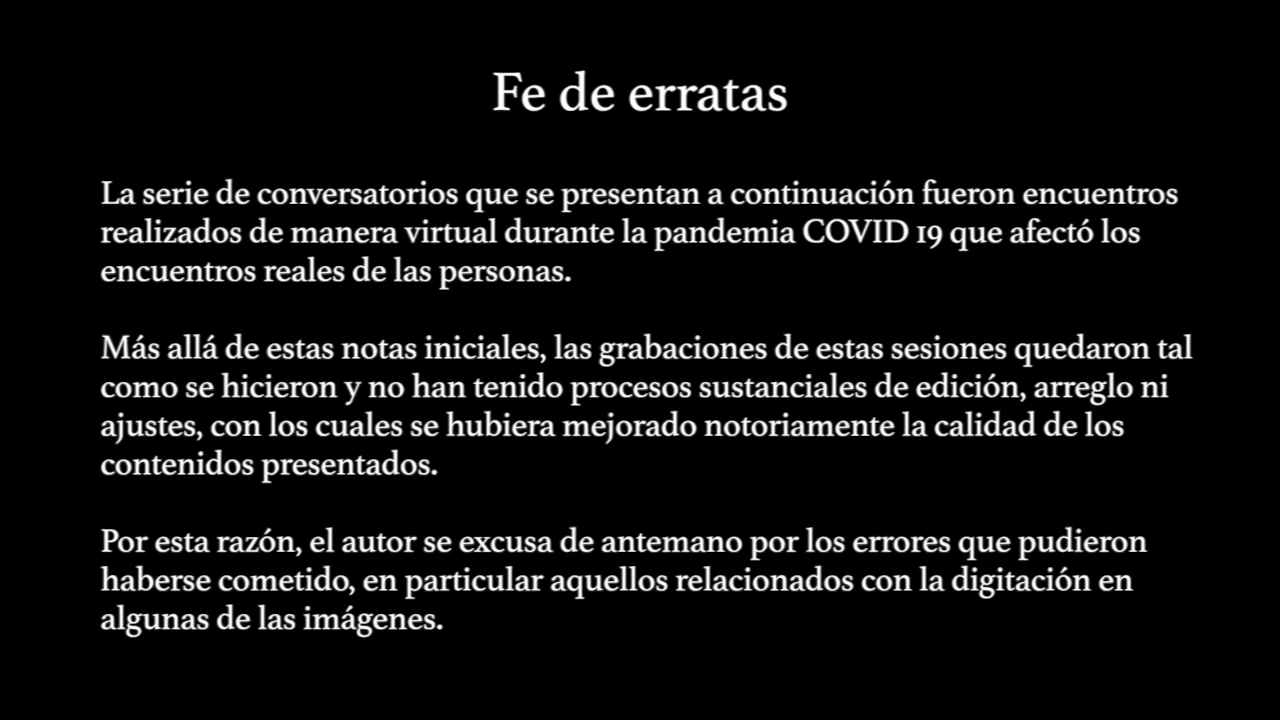 Fe de erratas
La serie de conversatorios que se presentan a continuación fueron encuentros
realizados de manera virtual durante la pandemia COVID 19 que afectó los
encuentros reales de las personas.
Más allá de estas notas iniciales, las grabaciones de estas sesiones quedaron tal
como se hicieron y no han tenido procesos sustanciales de edición, arreglo ni
ajustes, con los cuales se hubiera mejorado notoriamente la calidad de los
contenidos presentados.
Por esta razón, el autor se excusa de antemano por los errores que pudieron
haberse cometido, en particular aquellos relacionados con la digitación en
algunas de las imágenes.